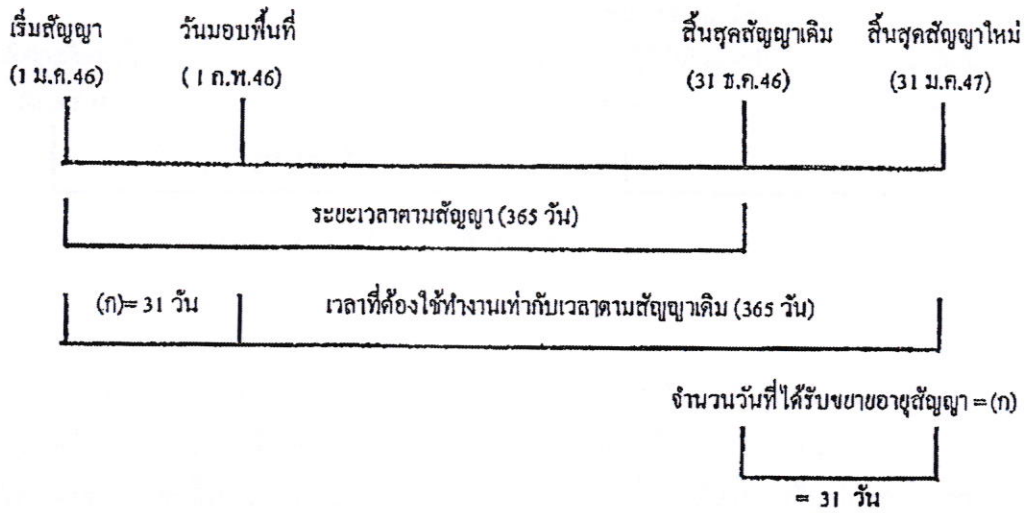 เริ่มสัญญา วันมอบพื้นที่ สิ้นสุดสัญญาเดิม สิ้นสุดสัญญาใหม่
(1 ม.ค.46) ( 1 ก.พ.46) (31 ธ.ค.46) (31 ม.ค.47)
ระยะเวลาตามสัญญา (365 วัน)
(ก)= 31 วัน เวลาที่ต้องใช้ทำงานเท่ากับเวลาตามสัญญาเดิม (365 วัน)
จำนวนวันที่ได้รับขยายอายุสัญญา = (ก)
= 31 วัน